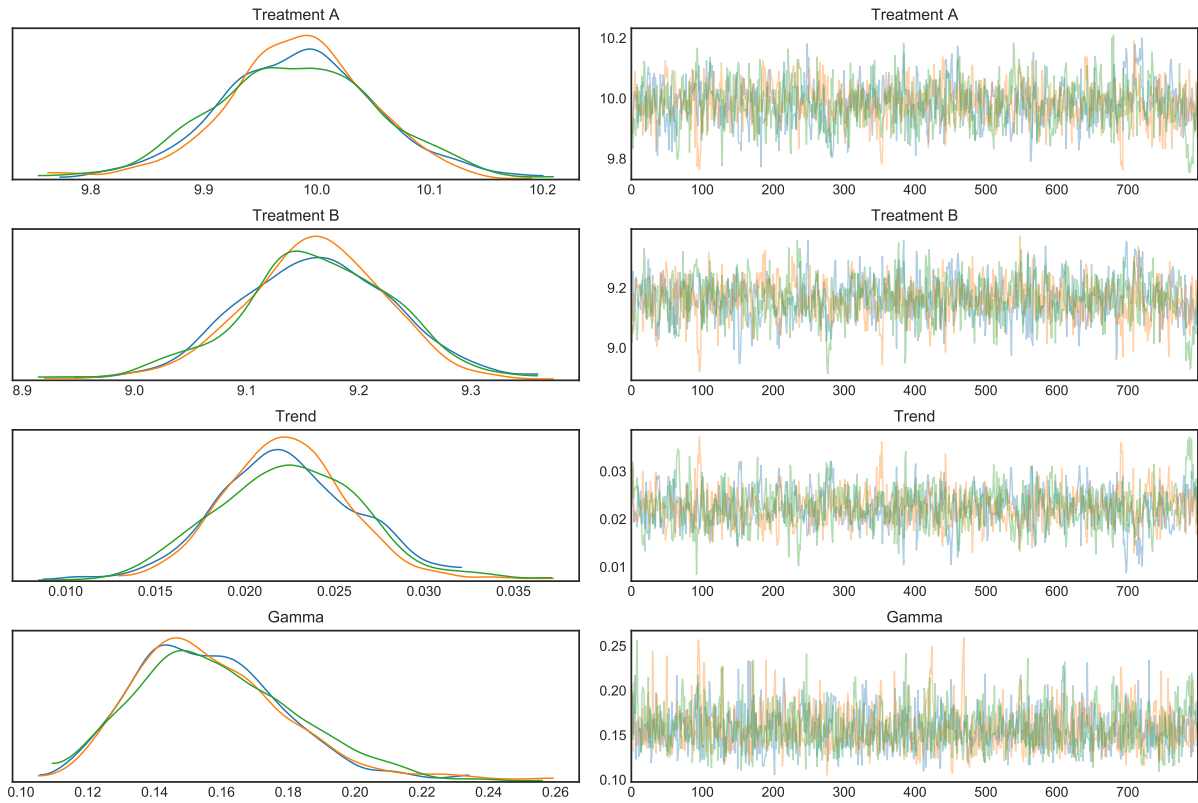 Treatment A
9.8 9.9 10.0 10.1 10.2
Treatment A
10.2
10.0
9.8
0 100 200 300 400 500 600 700
Treatment B
8.9 9.0 9.1 9.2 9.3
Treatment B
9.2
9.0
0 100 200 300 400 500 600 700
Trend
0.010 0.015 0.020 0.025 0.030 0.035
Trend
0.03
0.02
0.01
0 100 200 300 400 500 600 700
Gamma
0.10 0.12 0.14 0.16 0.18 0.20 0.22 0.24 0.26
Gamma
0.25
0.20
0.15
0.10
0 100 200 300 400 500 600 700